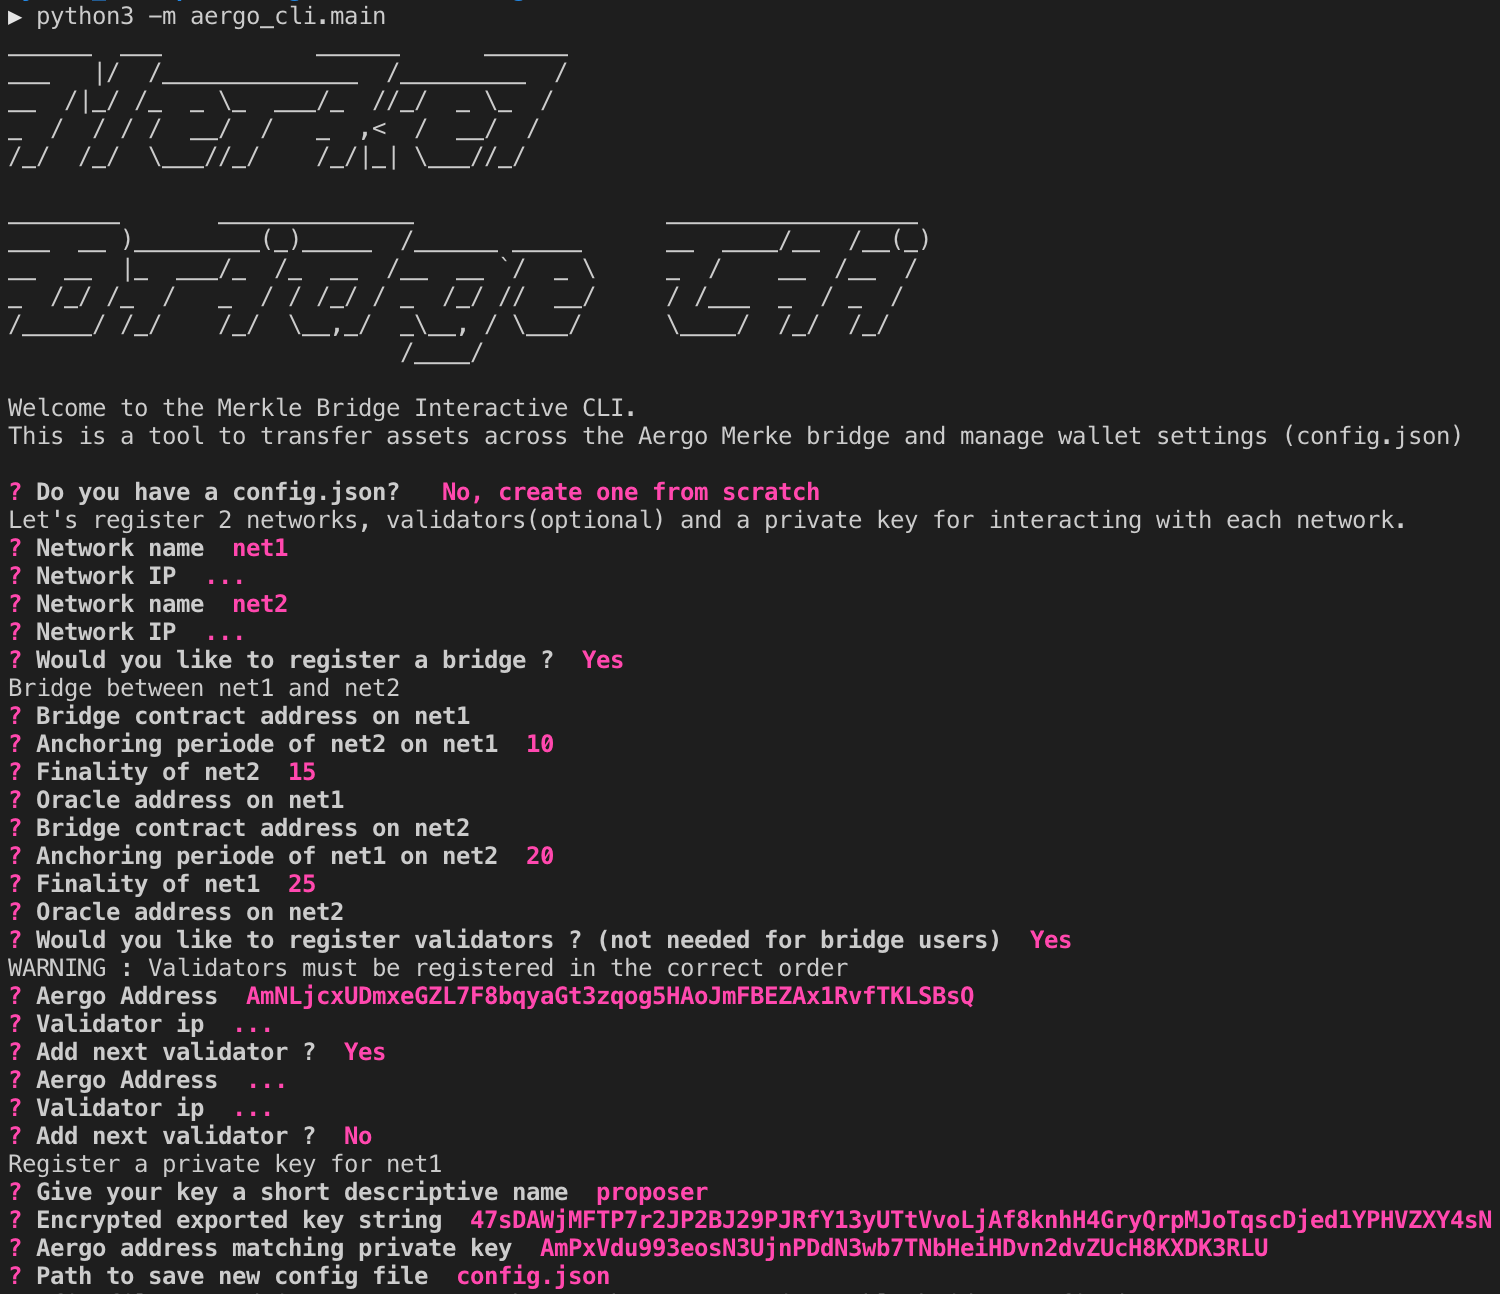 ▶ python3 -m aergo_cli.main
Merkel
Bridge Cli
Welcome to the Merkle Bridge Interactive CLI.
This is a tool to transfer assets across the Aergo Merke bridge and manage wallet settings (config.json)
? Do you have a config.json?   No, create one from scratch
Let's register 2 networks, validators(optional) and a private key for interacting with each network.
? Network name  net1
? Network IP  ...
? Network name  net2
? Network IP  ...
? Would you like to register a bridge ?  Yes
Bridge between net1 and net2
? Bridge contract address on net1
? Anchoring periode of net2 on net1  10
? Finality of net2  15
? Oracle address on net1
? Bridge contract address on net2
? Anchoring periode of net1 on net2  20
? Finality of net1  25
? Oracle address on net2
? Would you like to register validators ? (not needed for bridge users)  Yes
WARNING : Validators must be registered in the correct order
? Aergo Address  AmNLjcxUDmxeGZL7F8bqyaGt3zqog5HAoJmFBEZAx1RvfTKLSBsQ
? Validator ip  ...
? Add next validator ?  Yes
? Aergo Address  ...
? Validator ip  ...
? Add next validator ?  No
Register a private key for net1
? Give your key a short descriptive name  proposer
? Encrypted exported key string  47sDAWjMFTP7r2JP2BJ29PJRfY13yUTtVvoLjAf8knhH4GryQrpMJoTqscDjed1YPHVZXY4sN
? Aergo address matching private key  AmPxVdu993eosN3UjnPDdN3wb7TNbHeiHDvn2dvZUcH8KXDK3RLU
? Path to save new config file  config.json